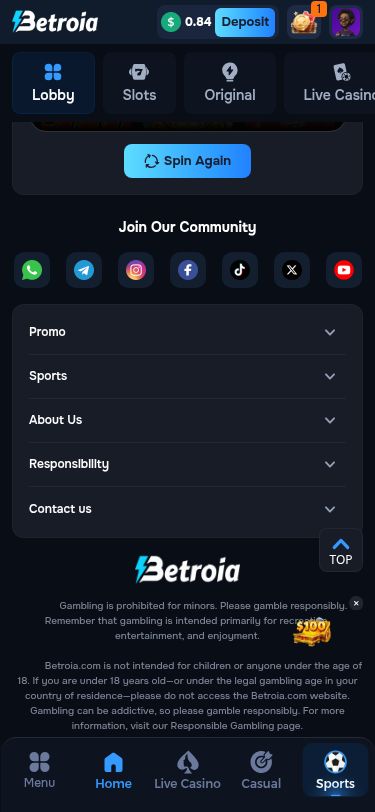 Betroia
$ 0.84 Deposit
1
Lobby
Slots
Original
Live Casino
Spin Again
Join Our Community
Promo
Sports
About Us
Responsibility
Contact us
TOP
Betroia
Gambling is prohibited for minors. Please gamble responsibly.
Remember that gambling is intended primarily for recreation,
entertainment, and enjoyment.
$100
Betroia.com is not intended for children or anyone under the age of
18. If you are under 18 years old—or under the legal gambling age in your
country of residence—please do not access the Betroia.com website.
Gambling can be addictive, so please gamble responsibly. For more
information, visit our Responsible Gambling page.
Menu
Home
Live Casino
Casual
Sports